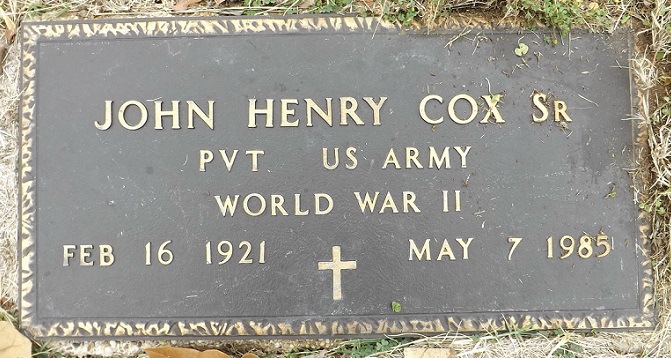 JOHN HENRY COX SR
PVT US ARMY
WORLD WAR II
FEB 16 1921 MAY 7 1985